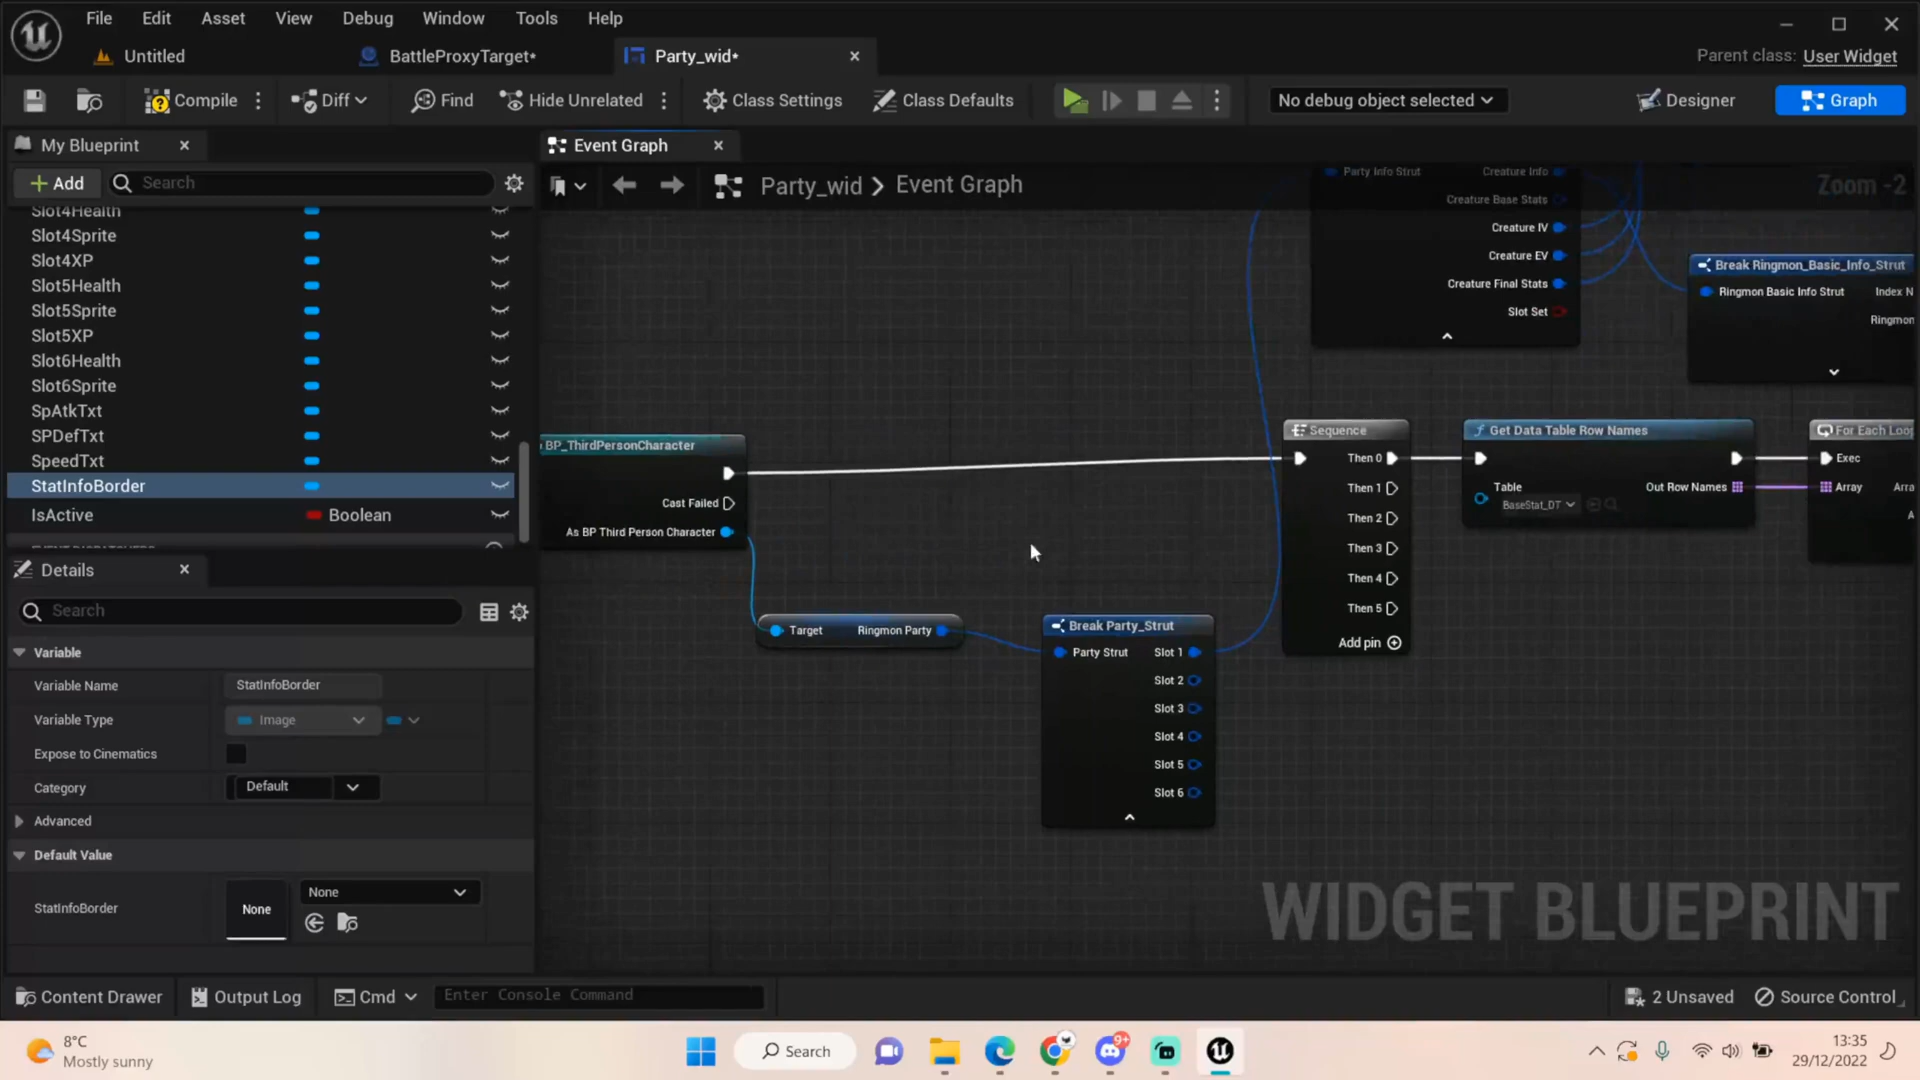 File Edit Asset View Debug Window Tools Help
Untitled
BattleProxyTarget*
Party_wid*
Parent class: User Widget
Compile
Diff
Find
Hide Unrelated
Class Settings
Class Defaults
No debug object selected
Designer
Graph
My Blueprint
Event Graph
Add
Search
Party_wid > Event Graph
Zoom -2
Slot4Health
Slot4Sprite
Slot4XP
Slot5Health
Slot5Sprite
Slot5XP
Slot6Health
Slot6Sprite
SpAtkTxt
SPDefTxt
SpeedTxt
StatInfoBorder
IsActive Boolean
Details
Search
Variable
Variable Name StatInfoBorder
Variable Type Image
Expose to Cinematics
Category Default
Advanced
Default Value
StatInfoBorder None None
BP_ThirdPersonCharacter
Cast Failed
As BP Third Person Character
Target Ringmon Party
Break Party_Strut
Party Strut Slot 1
Slot 2
Slot 3
Slot 4
Slot 5
Slot 6
Party Info Strut Creature Info
Creature Base Stats
Creature IV
Creature EV
Creature Final Stats
Slot Set
Break Ringmon_Basic_Info_Strut
Ringmon Basic Info Strut Index N
Ringmon
Sequence
Then 0
Then 1
Then 2
Then 3
Then 4
Then 5
Add pin
Get Data Table Row Names
Table
BaseStat_DT
Out Row Names
For Each Loop
Exec
Array Arra
WIDGET BLUEPRINT
Content Drawer
Output Log
Cmd
Enter Console Command
2 Unsaved
Source Control
8°C
Mostly sunny
Search
9+
13:35
29/12/2022